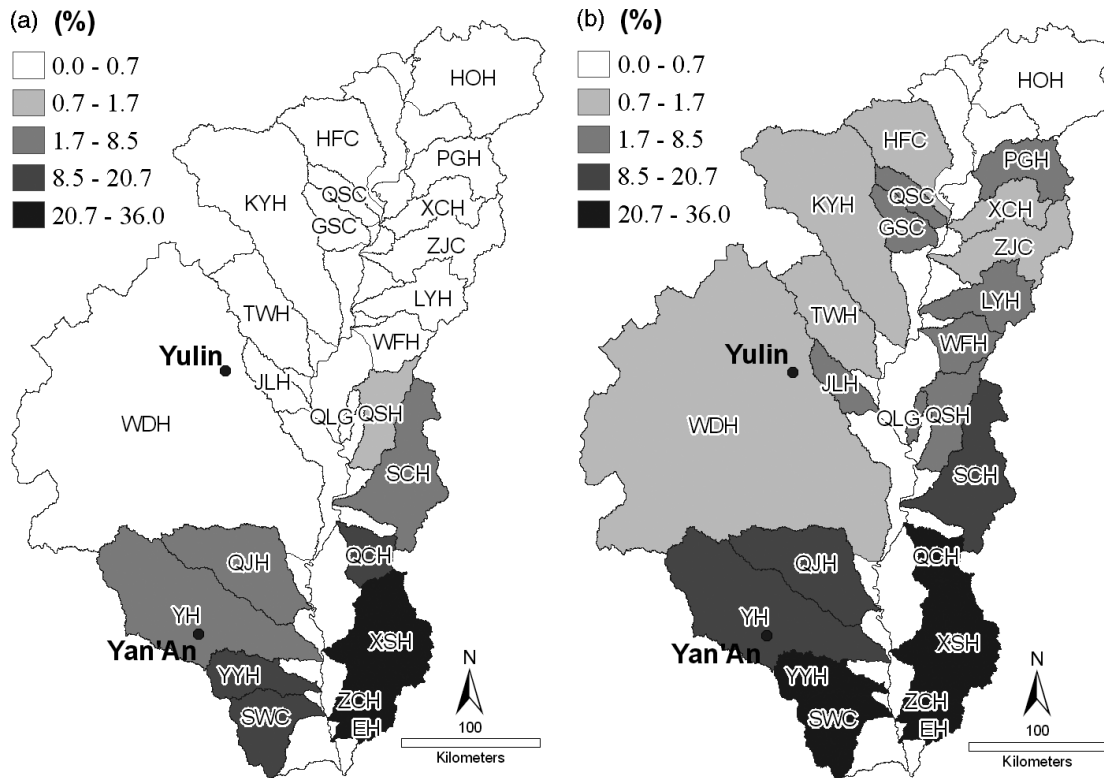 (a) (%)
0.0 - 0.7
0.7 - 1.7
1.7 - 8.5
8.5 - 20.7
20.7 - 36.0
HOH
HFC
PGH
QSC
KYH
XCH
GSC
ZJC
LYH
TWH
WFH
Yulin
JLH
QLG
QSH
WDH
SCH
QCH
QJH
YH
XSH
Yan'An
YYH
N
ZCH
SWC
EH
100
Kilometers
(b) (%)
0.0 - 0.7
0.7 - 1.7
1.7 - 8.5
8.5 - 20.7
20.7 - 36.0
HOH
HFC
PGH
QSC
KYH
XCH
GSC
ZJC
LYH
TWH
WFH
Yulin
JLH
QLG
QSH
WDH
SCH
QCH
QJH
YH
XSH
Yan'An
YYH
N
ZCH
SWC
EH
100
Kilometers